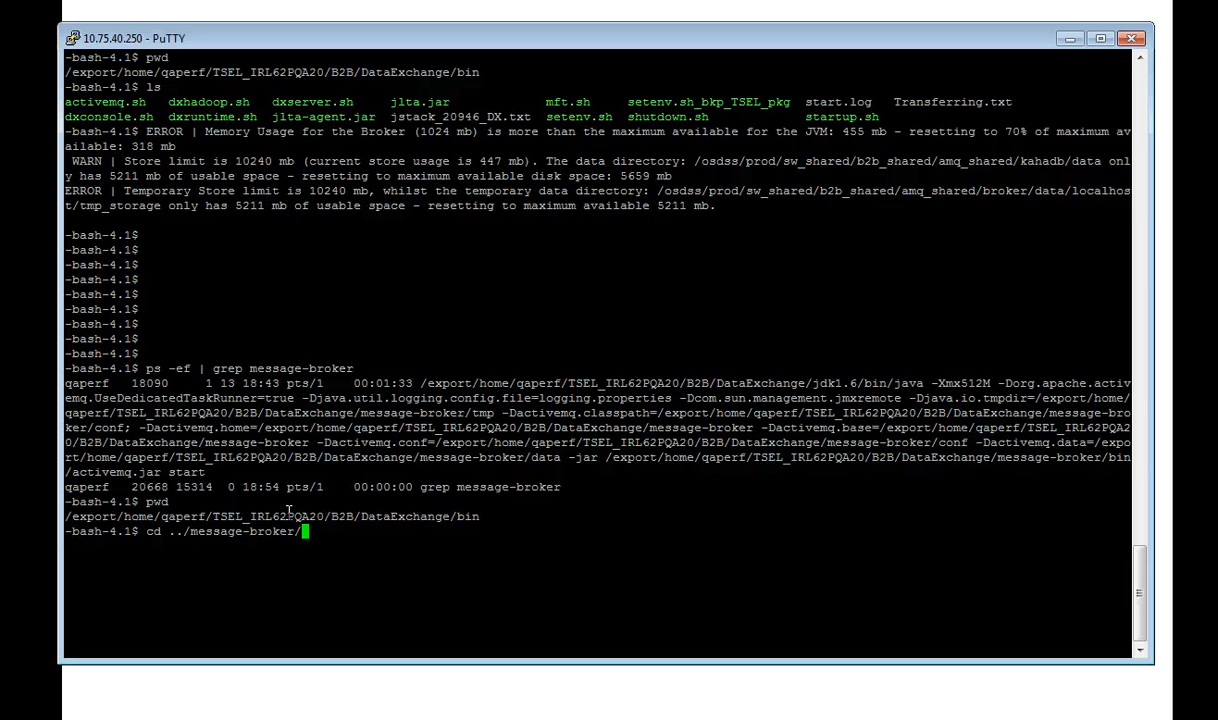 10.75.40.250 - PuTTY
-bash-4.1$ pwd
/export/home/qaperf/TSEL_IRL62PQA20/B2B/DataExchange/bin
-bash-4.1$ ls
activemq.sh   dxhadoop.sh   dxserver.sh     jlta.jar             mft.sh     setenv.sh_bkp_TSEL_pkg  start.log   Transferring.txt
dxconsole.sh  dxruntime.sh  jlta-agent.jar  jstack_20946_DX.txt  setenv.sh  shutdown.sh             startup.sh
-bash-4.1$ ERROR | Memory Usage for the Broker (1024 mb) is more than the maximum available for the JVM: 455 mb - resetting to 70% of maximum av
ailable: 318 mb
 WARN | Store limit is 10240 mb (current store usage is 447 mb). The data directory: /osdss/prod/sw_shared/b2b_shared/amq_shared/kahadb/data onl
y has 5211 mb of usable space - resetting to maximum available disk space: 5659 mb
ERROR | Temporary Store limit is 10240 mb, whilst the temporary data directory: /osdss/prod/sw_shared/b2b_shared/amq_shared/broker/data/localhos
t/tmp_storage only has 5211 mb of usable space - resetting to maximum available 5211 mb.
-bash-4.1$
-bash-4.1$
-bash-4.1$
-bash-4.1$
-bash-4.1$
-bash-4.1$
-bash-4.1$
-bash-4.1$
-bash-4.1$
-bash-4.1$ ps -ef | grep message-broker
qaperf   18090     1 13 18:43 pts/1    00:01:33 /export/home/qaperf/TSEL_IRL62PQA20/B2B/DataExchange/jdk1.6/bin/java -Xmx512M -Dorg.apache.activ
emq.UseDedicatedTaskRunner=true -Djava.util.logging.config.file=logging.properties -Dcom.sun.management.jmxremote -Djava.io.tmpdir=/export/home/
qaperf/TSEL_IRL62PQA20/B2B/DataExchange/message-broker/tmp -Dactivemq.classpath=/export/home/qaperf/TSEL_IRL62PQA20/B2B/DataExchange/message-bro
ker/conf; -Dactivemq.home=/export/home/qaperf/TSEL_IRL62PQA20/B2B/DataExchange/message-broker -Dactivemq.base=/export/home/qaperf/TSEL_IRL62PQA2
0/B2B/DataExchange/message-broker -Dactivemq.conf=/export/home/qaperf/TSEL_IRL62PQA20/B2B/DataExchange/message-broker/conf -Dactivemq.data=/expo
rt/home/qaperf/TSEL_IRL62PQA20/B2B/DataExchange/message-broker/data -jar /export/home/qaperf/TSEL_IRL62PQA20/B2B/DataExchange/message-broker/bin
/activemq.jar start
qaperf   20668 15314  0 18:54 pts/1    00:00:00 grep message-broker
-bash-4.1$ pwd
/export/home/qaperf/TSEL_IRL62PQA20/B2B/DataExchange/bin
-bash-4.1$ cd ../message-broker/